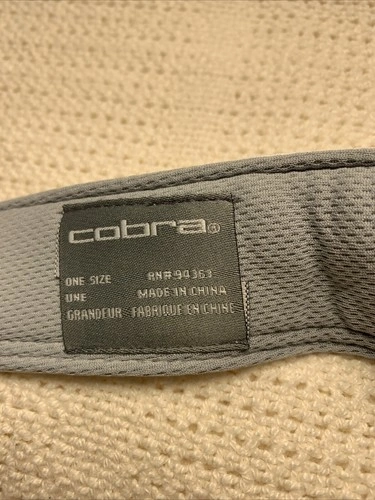 cobra®
ONE SIZE RN# 94363
UNE MADE IN CHINA
GRANDEUR FABRIQUE EN CHINE